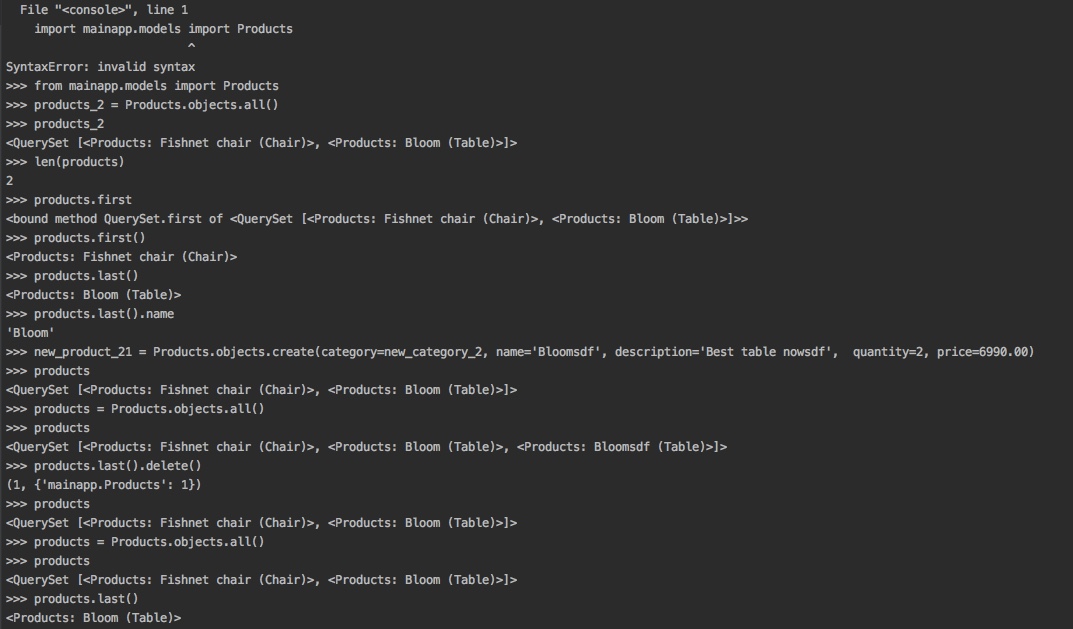 File "<console>", line 1
import mainapp.models import Products
^
SyntaxError: invalid syntax
>>> from mainapp.models import Products
>>> products_2 = Products.objects.all()
>>> products_2
<QuerySet [<Products: Fishnet chair (Chair)>, <Products: Bloom (Table)>]>
>>> len(products)
2
>>> products.first
<bound method QuerySet.first of <QuerySet [<Products: Fishnet chair (Chair)>, <Products: Bloom (Table)>]>>
>>> products.first()
<Products: Fishnet chair (Chair)>
>>> products.last()
<Products: Bloom (Table)>
>>> products.last().name
'Bloom'
>>> new_product_21 = Products.objects.create(category=new_category_2, name='Bloomsdf', description='Best table nowsdf',  quantity=2, price=6990.00)
>>> products
<QuerySet [<Products: Fishnet chair (Chair)>, <Products: Bloom (Table)>]>
>>> products = Products.objects.all()
>>> products
<QuerySet [<Products: Fishnet chair (Chair)>, <Products: Bloom (Table)>, <Products: Bloomsdf (Table)>]>
>>> products.last().delete()
(1, {'mainapp.Products': 1})
>>> products
<QuerySet [<Products: Fishnet chair (Chair)>, <Products: Bloom (Table)>]>
>>> products = Products.objects.all()
>>> products
<QuerySet [<Products: Fishnet chair (Chair)>, <Products: Bloom (Table)>]>
>>> products.last()
<Products: Bloom (Table)>